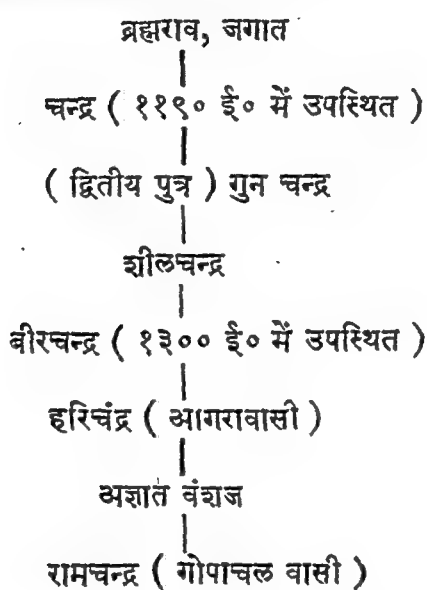 ब्रह्मराव, जगात
चन्द्र ( ११९० ई० में उपस्थित )
( द्वितीय पुत्र ) गुन चन्द्र
शीलचन्द्र
बीरचन्द्र ( १३०० ई० में उपस्थित )
हरिचंद्र ( आगरावासी )
अज्ञात वंशज
रामचन्द्र ( गोपाचल वासी )